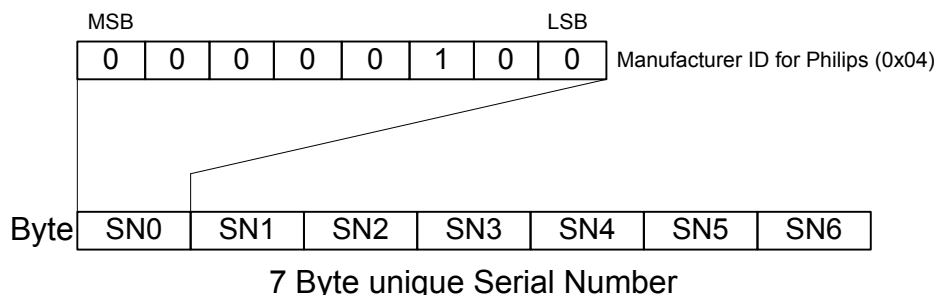 MSB LSB
0 0 0 0 0 1 0 0 Manufacturer ID for Philips (0x04)
Byte SN0 SN1 SN2 SN3 SN4 SN5 SN6
7 Byte unique Serial Number